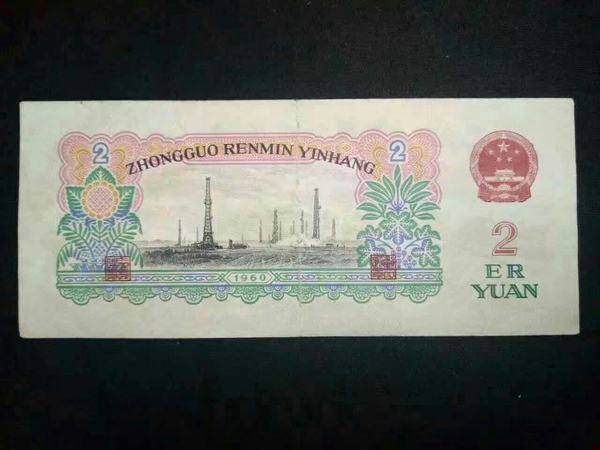 2
ZHONGGUO RENMIN YINHANG
2
1960
2
ER
YUAN